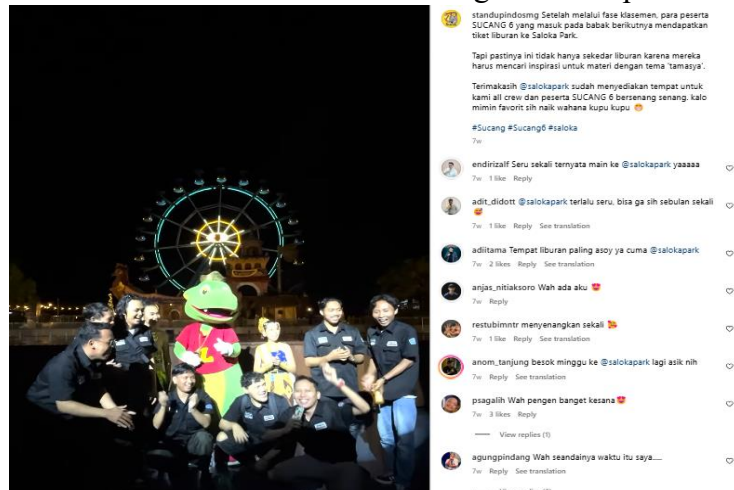 standupindosmg Setelah melalui fase klasemen, para peserta
SUCANG 6 yang masuk pada babak berikutnya mendapatkan
tiket liburan ke Saloka Park.
Tapi pastinya ini tidak hanya sekedar liburan karena mereka
harus mencari inspirasi untuk materi dengan tema 'tamasya'.
Terimakasih @salokapark sudah menyediakan tempat untuk
kami all crew dan peserta SUCANG 6 bersenang senang. kalo
mimin favorit sih naik wahana kupu kupu 😁
#Sucang #Sucang6 #saloka
7w
endirizalf Seru sekali ternyata main ke @salokapark yaaaaa
7w 1 like Reply
adit_didott @salokapark terlalu seru, bisa ga sih sebulan sekali
🥰
7w 1 like Reply See translation
adiitama Tempat liburan paling asoy ya cuma @salokapark
7w 2 likes Reply See translation
anjas_nitiaksoro Wah ada aku 😍
7w Reply
restubimntr menyenangkan sekali 🥰
7w 1 like Reply See translation
anom_tanjung besok minggu ke @salokapark lagi asik nih
7w Reply See translation
psagalih Wah pengen banget kesana 😍
7w 3 likes Reply
View replies (1)
agungpindang Wah seandainya waktu itu saya.....
7w Reply See translation